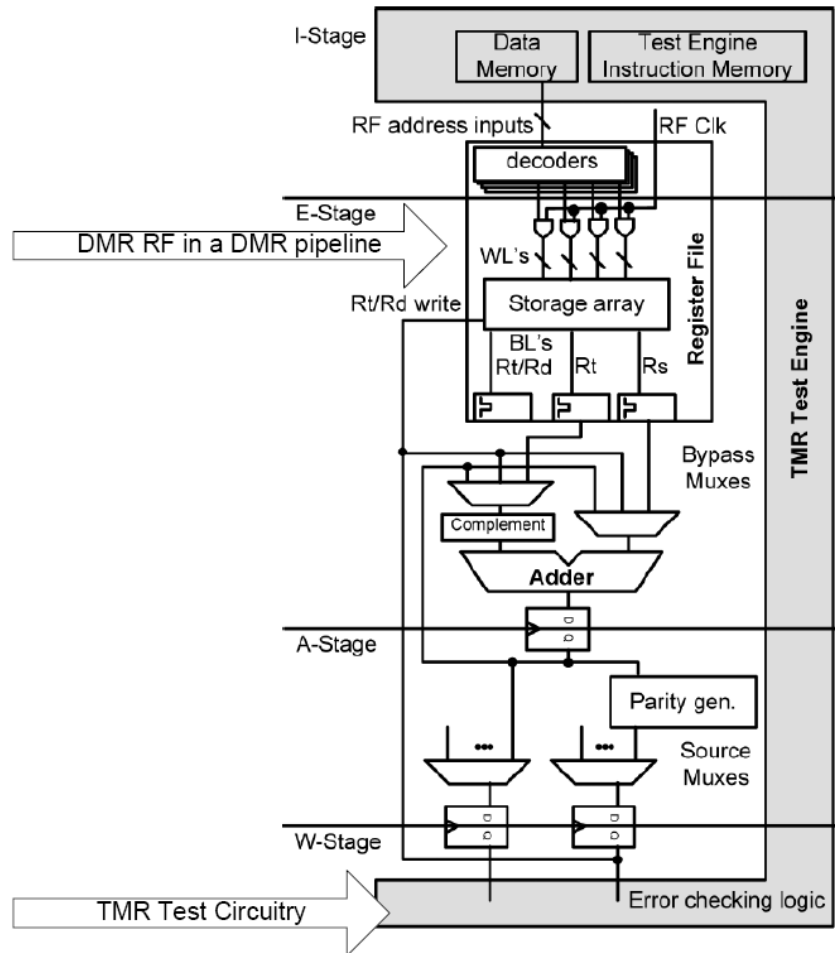 I-Stage
Data
Memory
Test Engine
Instruction Memory
RF address inputs
RF Clk
decoders
E-Stage
DMR RF in a DMR pipeline
WL's
Rt/Rd write
Storage array
Register File
BL's
Rt/Rd
Rt
Rs
TMR Test Engine
Bypass
Muxes
Complement
Adder
D Q
A-Stage
Parity gen.
...
...
Source
Muxes
D Q
D Q
W-Stage
TMR Test Circuitry
Error checking logic